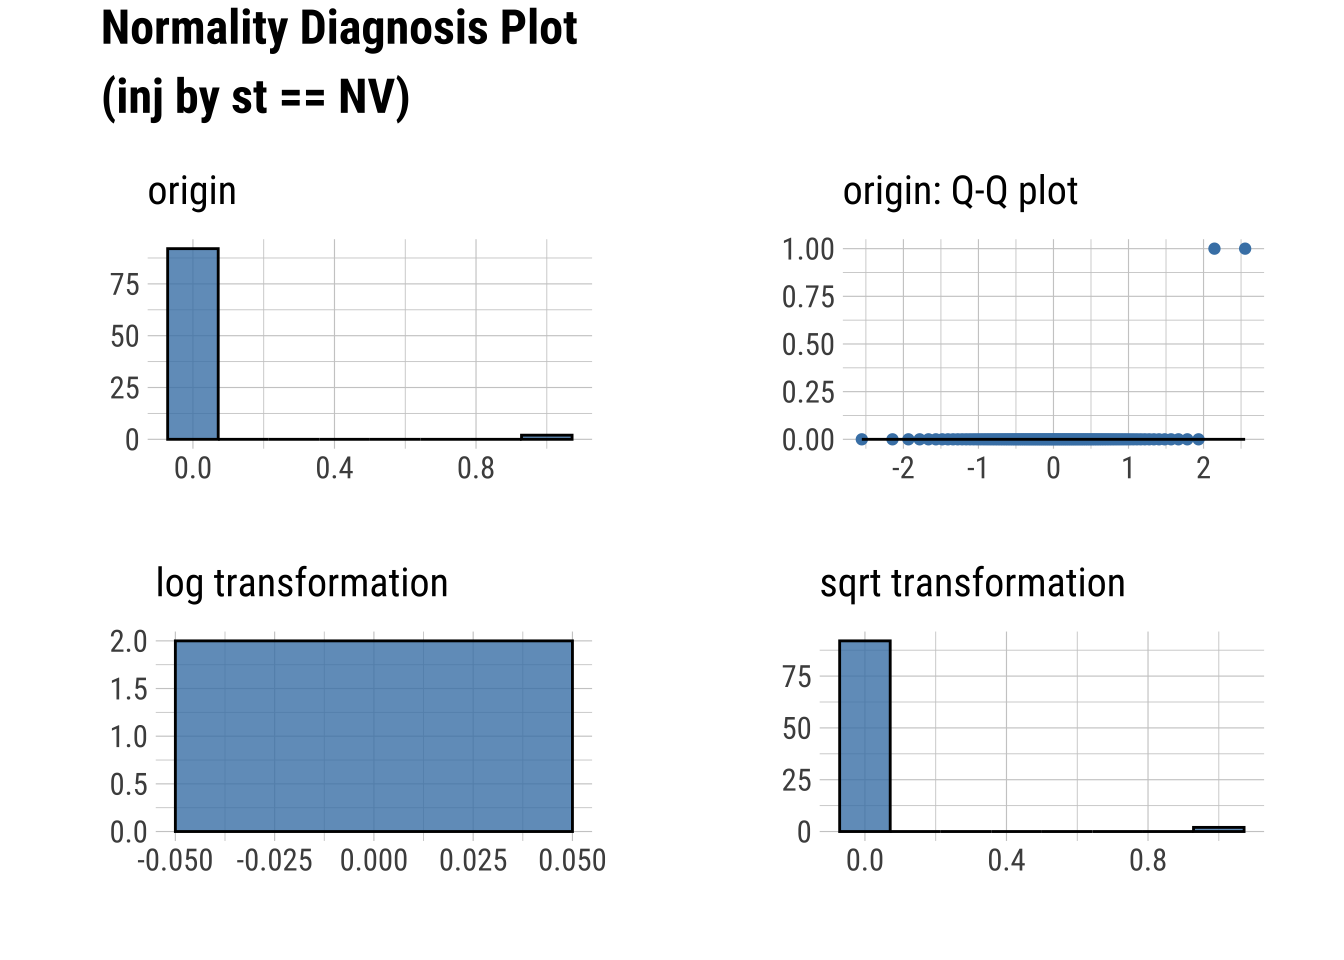 Normality Diagnosis Plot
(inj by st == NV)
origin
75
50
25
0
0.0 0.4 0.8
origin: Q-Q plot
1.00
0.75
0.50
0.25
0.00
-2 -1 0 1 2
log transformation
2.0
1.5
1.0
0.5
0.0
-0.050 -0.025 0.000 0.025 0.050
sqrt transformation
75
50
25
0
0.0 0.4 0.8